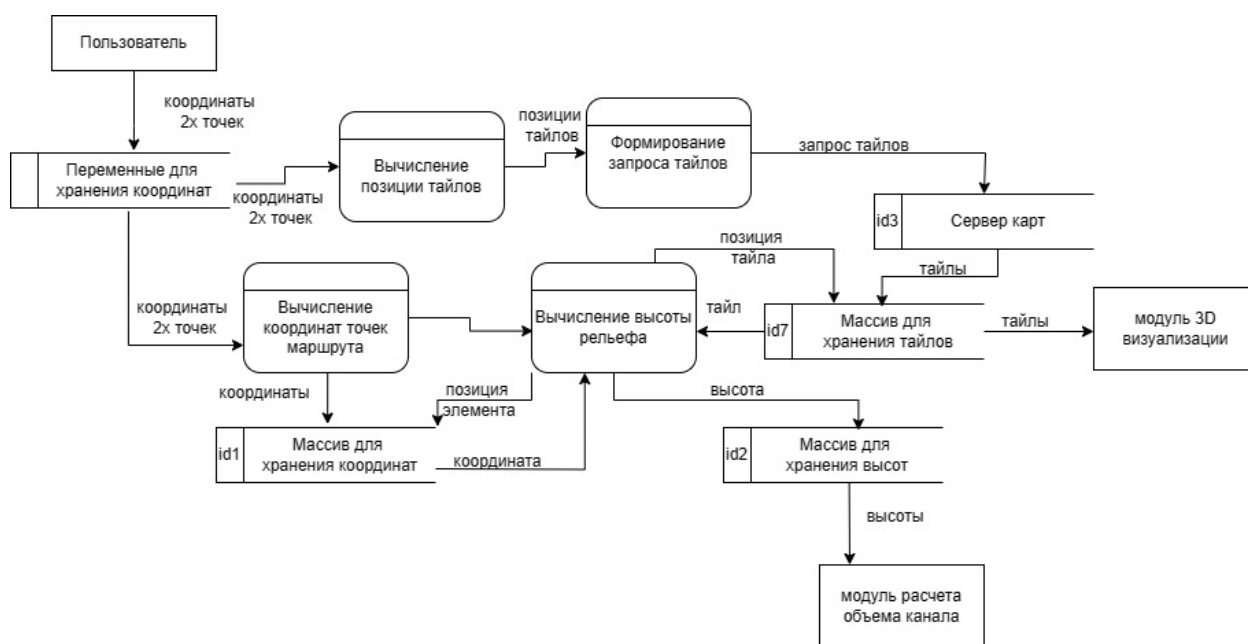 Пользователь
координаты
2х точек
Переменные для
хранения координат
координаты
2х точек
Вычисление
позиции тайлов
позиции
тайлов
Формирование
запроса тайлов
запрос тайлов
id3
Сервер карт
тайлы
координаты
2х точек
Вычисление
координат точек
маршрута
Вычисление высоты
рельефа
позиция
тайла
тайл
id7
Массив для
хранения тайлов
тайлы
модуль 3D
визуализации
координаты
позиция
элемента
id1
Массив для
хранения координат
координата
высота
id2
Массив для
хранения высот
высоты
модуль расчета
объема канала